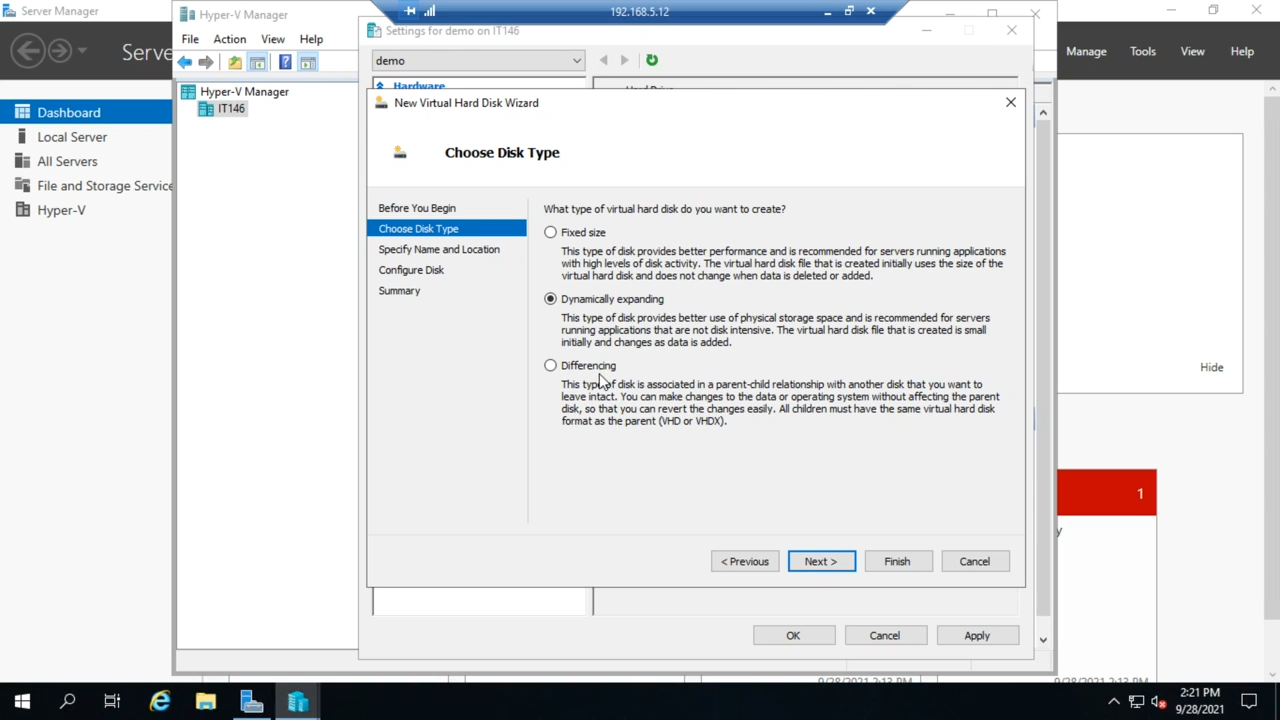 Server Manager
Hyper-V Manager
192.168.5.12
Settings for demo on IT146
Serve
File Action View Help
demo
Manage Tools View Help
Hardware
Hyper-V Manager
IT146
New Virtual Hard Disk Wizard
Dashboard
Local Server
All Servers
File and Storage Service
Hyper-V
Choose Disk Type
Before You Begin
Choose Disk Type
Specify Name and Location
Configure Disk
Summary
What type of virtual hard disk do you want to create?
Fixed size
This type of disk provides better performance and is recommended for servers running applications
with high levels of disk activity. The virtual hard disk file that is created initially uses the size of the
virtual hard disk and does not change when data is deleted or added.
Dynamically expanding
This type of disk provides better use of physical storage space and is recommended for servers
running applications that are not disk intensive. The virtual hard disk file that is created is small
initially and changes as data is added.
Differencing
This type of disk is associated in a parent-child relationship with another disk that you want to
leave intact. You can make changes to the data or operating system without affecting the parent
disk, so that you can revert the changes easily. All children must have the same virtual hard disk
format as the parent (VHD or VHDX).
Hide
1
y
< Previous Next > Finish Cancel
OK Cancel Apply
9/28/2021 2:13 PM
9/28/2021 2:13 PM
2:21 PM
9/28/2021